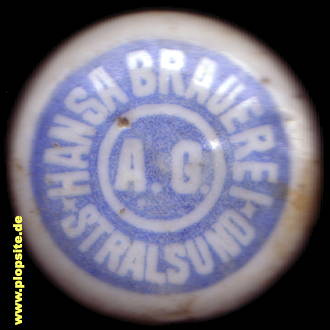 HANSA BRAUEREI
A. G.
STRALSUND
www.plopsite.de